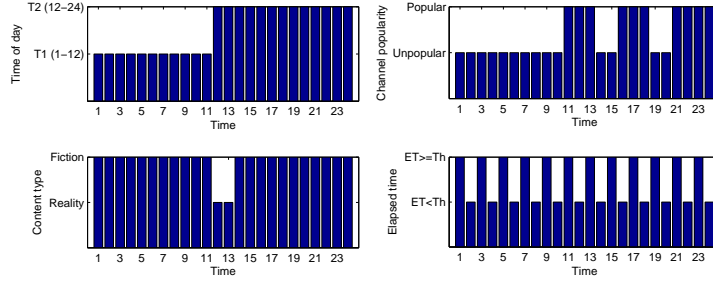 T2 (12−24)
T1 (1−12)
Time of day
1 3 5 7 9 11 13 15 17 19 21 23
Time
Popular
Unpopular
Channel popularity
1 3 5 7 9 11 13 15 17 19 21 23
Time
Fiction
Reality
Content type
1 3 5 7 9 11 13 15 17 19 21 23
Time
ET>=Th
ET<Th
Elapsed time
1 3 5 7 9 11 13 15 17 19 21 23
Time